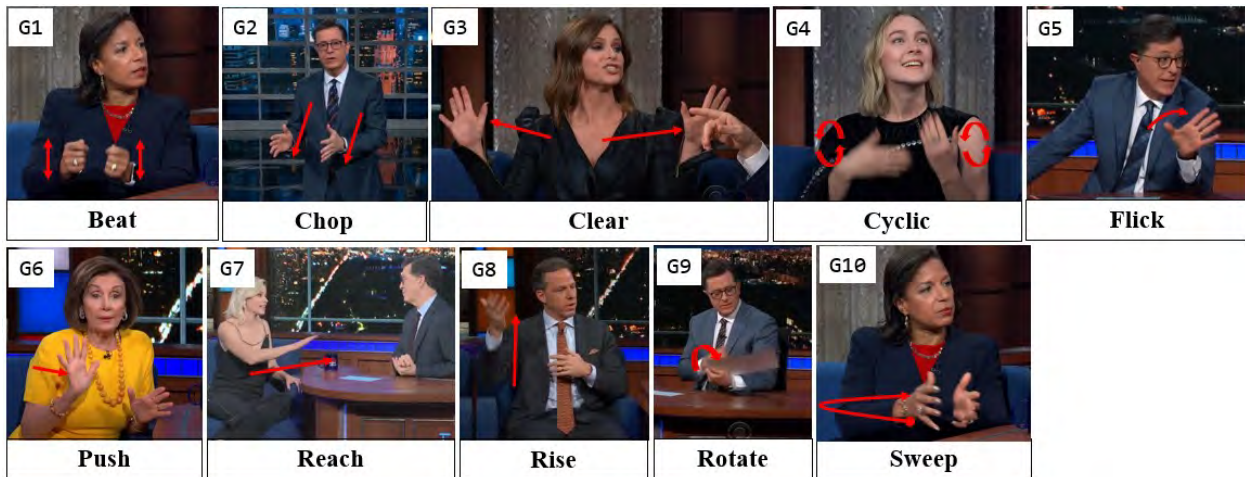 G1
G2
G3
G4
G5
Beat
Chop
Clear
Cyclic
Flick
G6
G7
G8
G9
G10
Push
Reach
Rise
Rotate
Sweep